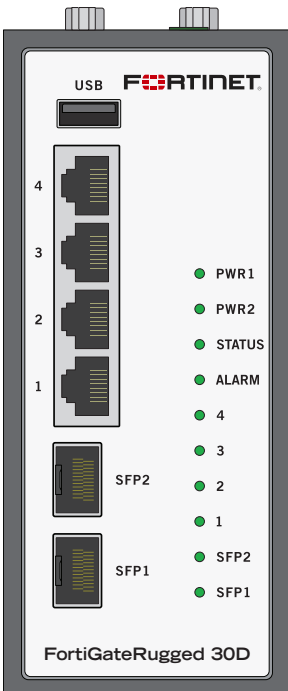 USB
FORTINET
4
3
2
1
SFP2
SFP1
PWR1
PWR2
STATUS
ALARM
4
3
2
1
SFP2
SFP1
FortiGateRugged 30D